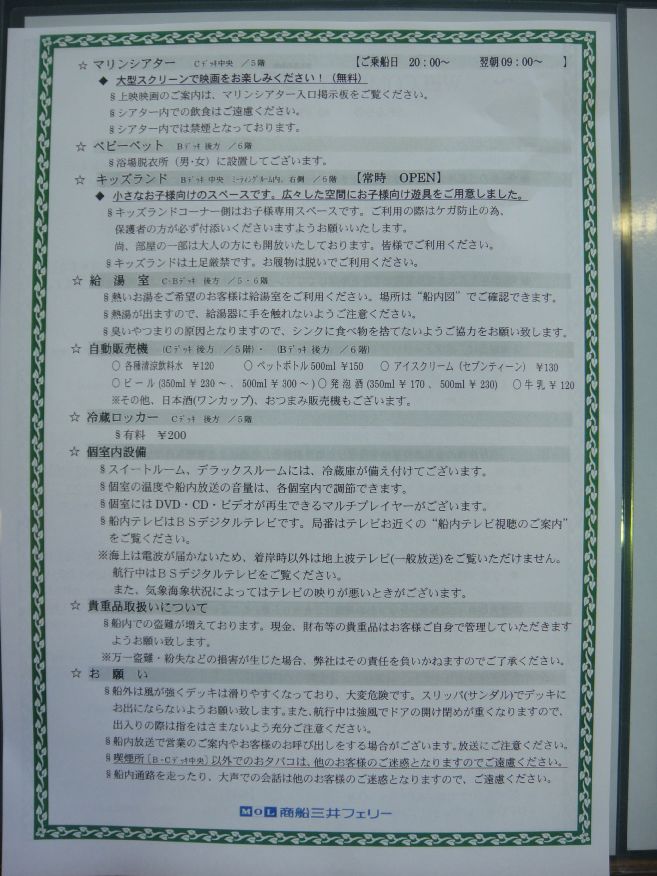 ☆ マリンシアター Cデッキ中央 ／5階 【ご乗船日 20：00～ 翌朝09：00～ 】
◆ 大型スクリーンで映画をお楽しみください！（無料）
§上映映画のご案内は、マリンシアター入口掲示板をご覧ください。
§シアター内での飲食はご遠慮ください。
§シアター内では禁煙となっております。
☆ ベビーベット Bデッキ 後方 ／6階
§浴場脱衣所（男・女）に設置してございます。
☆ キッズランド Bデッキ 中央 ミーティングルーム内、右側 ／6階 【常時 OPEN】
◆ 小さなお子様向けのスペースです。広々した空間にお子様向け遊具をご用意しました。
§キッズランドコーナー側はお子様専用スペースです。ご利用の際はケガ防止の為、
保護者の方が必ず付添いくださいますようお願いいたします。
尚、部屋の一部は大人の方にも開放いたしております。皆様でご利用ください。
§キッズランドは土足厳禁です。お履物は脱いでご利用ください。
☆ 給 湯 室 C・Bデッキ 後方 ／5・6階
§熱いお湯をご希望のお客様は給湯室をご利用ください。場所は“船内図”でご確認できます。
§熱湯が出ますので、給湯器に手を触れないようご注意ください。
§臭いやつまりの原因となりますので、シンクに食べ物を捨てないようご協力をお願い致します。
☆ 自動販売機 (Cデッキ 後方 ／5階)・ (Bデッキ 後方 ／6階)
○ 各種清涼飲料水 ¥120 ○ ペットボトル500ml ¥150 ○ アイスクリーム（セブンティーン） ¥130
○ビール(350ml¥230～、500ml¥300～)○発泡酒(350ml¥170、500ml¥230) ○牛乳¥120
※その他、日本酒(ワンカップ)、おつまみ販売機もございます。
☆ 冷蔵ロッカー Cデッキ 後方 ／5階
§有料 ¥200
☆ 個室内設備
§スイートルーム、デラックスルームには、冷蔵庫が備え付けてございます。
§個室の温度や船内放送の音量は、各個室内で調節できます。
§個室にはDVD・CD・ビデオが再生できるマルチプレイヤーがございます。
§船内テレビはBSデジタルテレビです。局番はテレビお近くの“船内テレビ視聴のご案内”
をご覧ください。
※海上は電波が届かないため、着岸時以外は地上波テレビ(一般放送)をご覧いただけません。
航行中はBSデジタルテレビをご覧ください。
また、気象海象状況によってはテレビの映りが悪いときがございます。
☆ 貴重品取扱いについて
§船内での盗難が増えております。現金、財布等の貴重品はお客様ご自身で管理していただきます
ようお願い致します。
※万一盗難・紛失などの損害が生じた場合、弊社はその責任を負いかねますのでご了承ください。
☆ お 願 い
§船外は風が強くデッキは滑りやすくなっており、大変危険です。スリッパ(サンダル)でデッキに
お出にならないようお願い致します。また、航行中は強風でドアの開け閉めが重くなりますので、
出入りの際は指をはさまないよう充分ご注意ください。
§船内放送で営業のご案内やお客様のお呼び出しをする場合がございます。放送にご注意ください。
§喫煙所〔B・Cデッキ中央〕以外でのおタバコは、他のお客様のご迷惑となりますのでご遠慮ください。
§船内通路を走ったり、大声での会話は他のお客様のご迷惑となりますので、ご遠慮ください。
MOL 商船三井フェリー